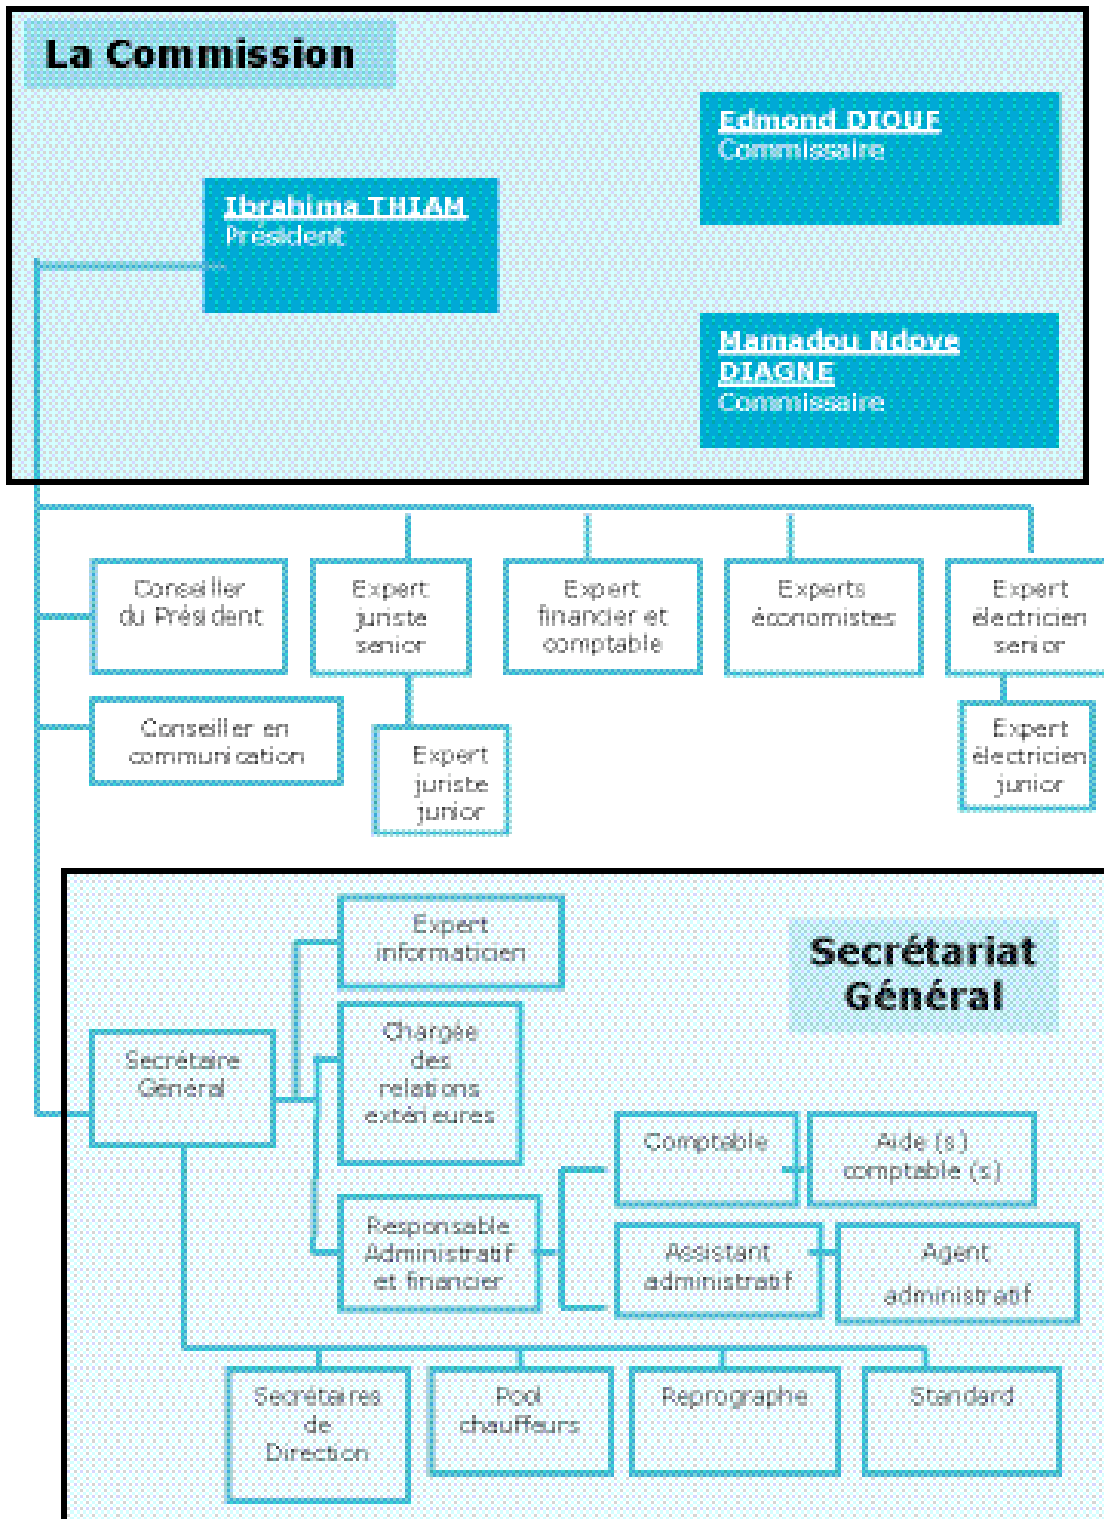 La Commission
Edmond DIOUF
Commissaire
Ibrahima THIAM
Président
Mamadou Ndoye
DIAGNE
Commissaire
Conseiller
du Président
Expert
juriste
senior
Expert
financier et
comptable
Experts
économistes
Expert
électricien
senior
Conseiller en
communication
Expert
juriste
junior
Expert
électricien
junior
Expert
informaticien
Secrétariat
Général
Secrétaire
Général
Chargée
des
relations
extérieures
Comptable
Aide (s)
comptable (s)
Responsable
Administratif
et financier
Assistant
administratif
Agent
administratif
Secrétaires
de
Direction
Pool
chauffeurs
Reprographe
Standard